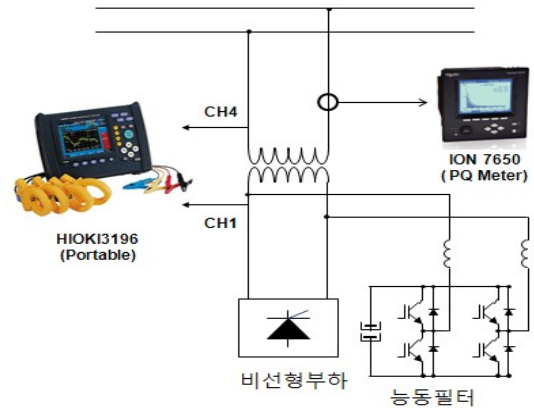 CH4
ION 7650
(PQ Meter)
CH1
HIOKI3196
(Portable)
비선형부하
능동필터